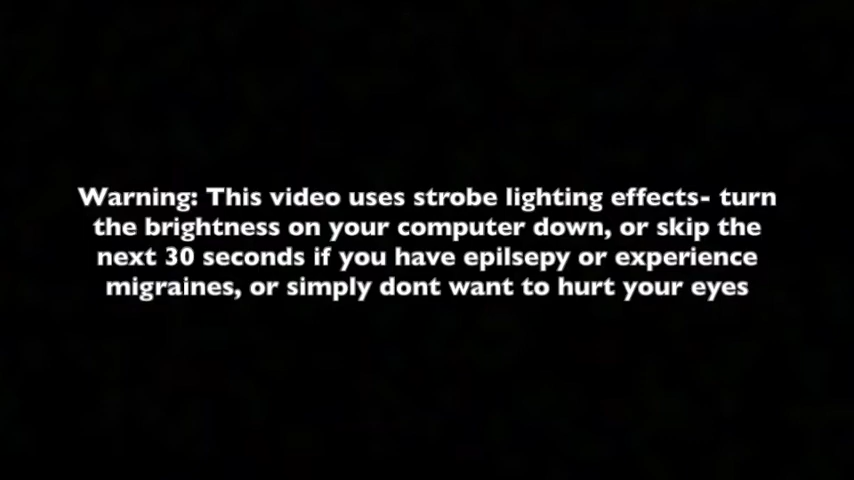 Warning: This video uses strobe lighting effects- turn
the brightness on your computer down, or skip the
next 30 seconds if you have epilsepy or experience
migraines, or simply dont want to hurt your eyes